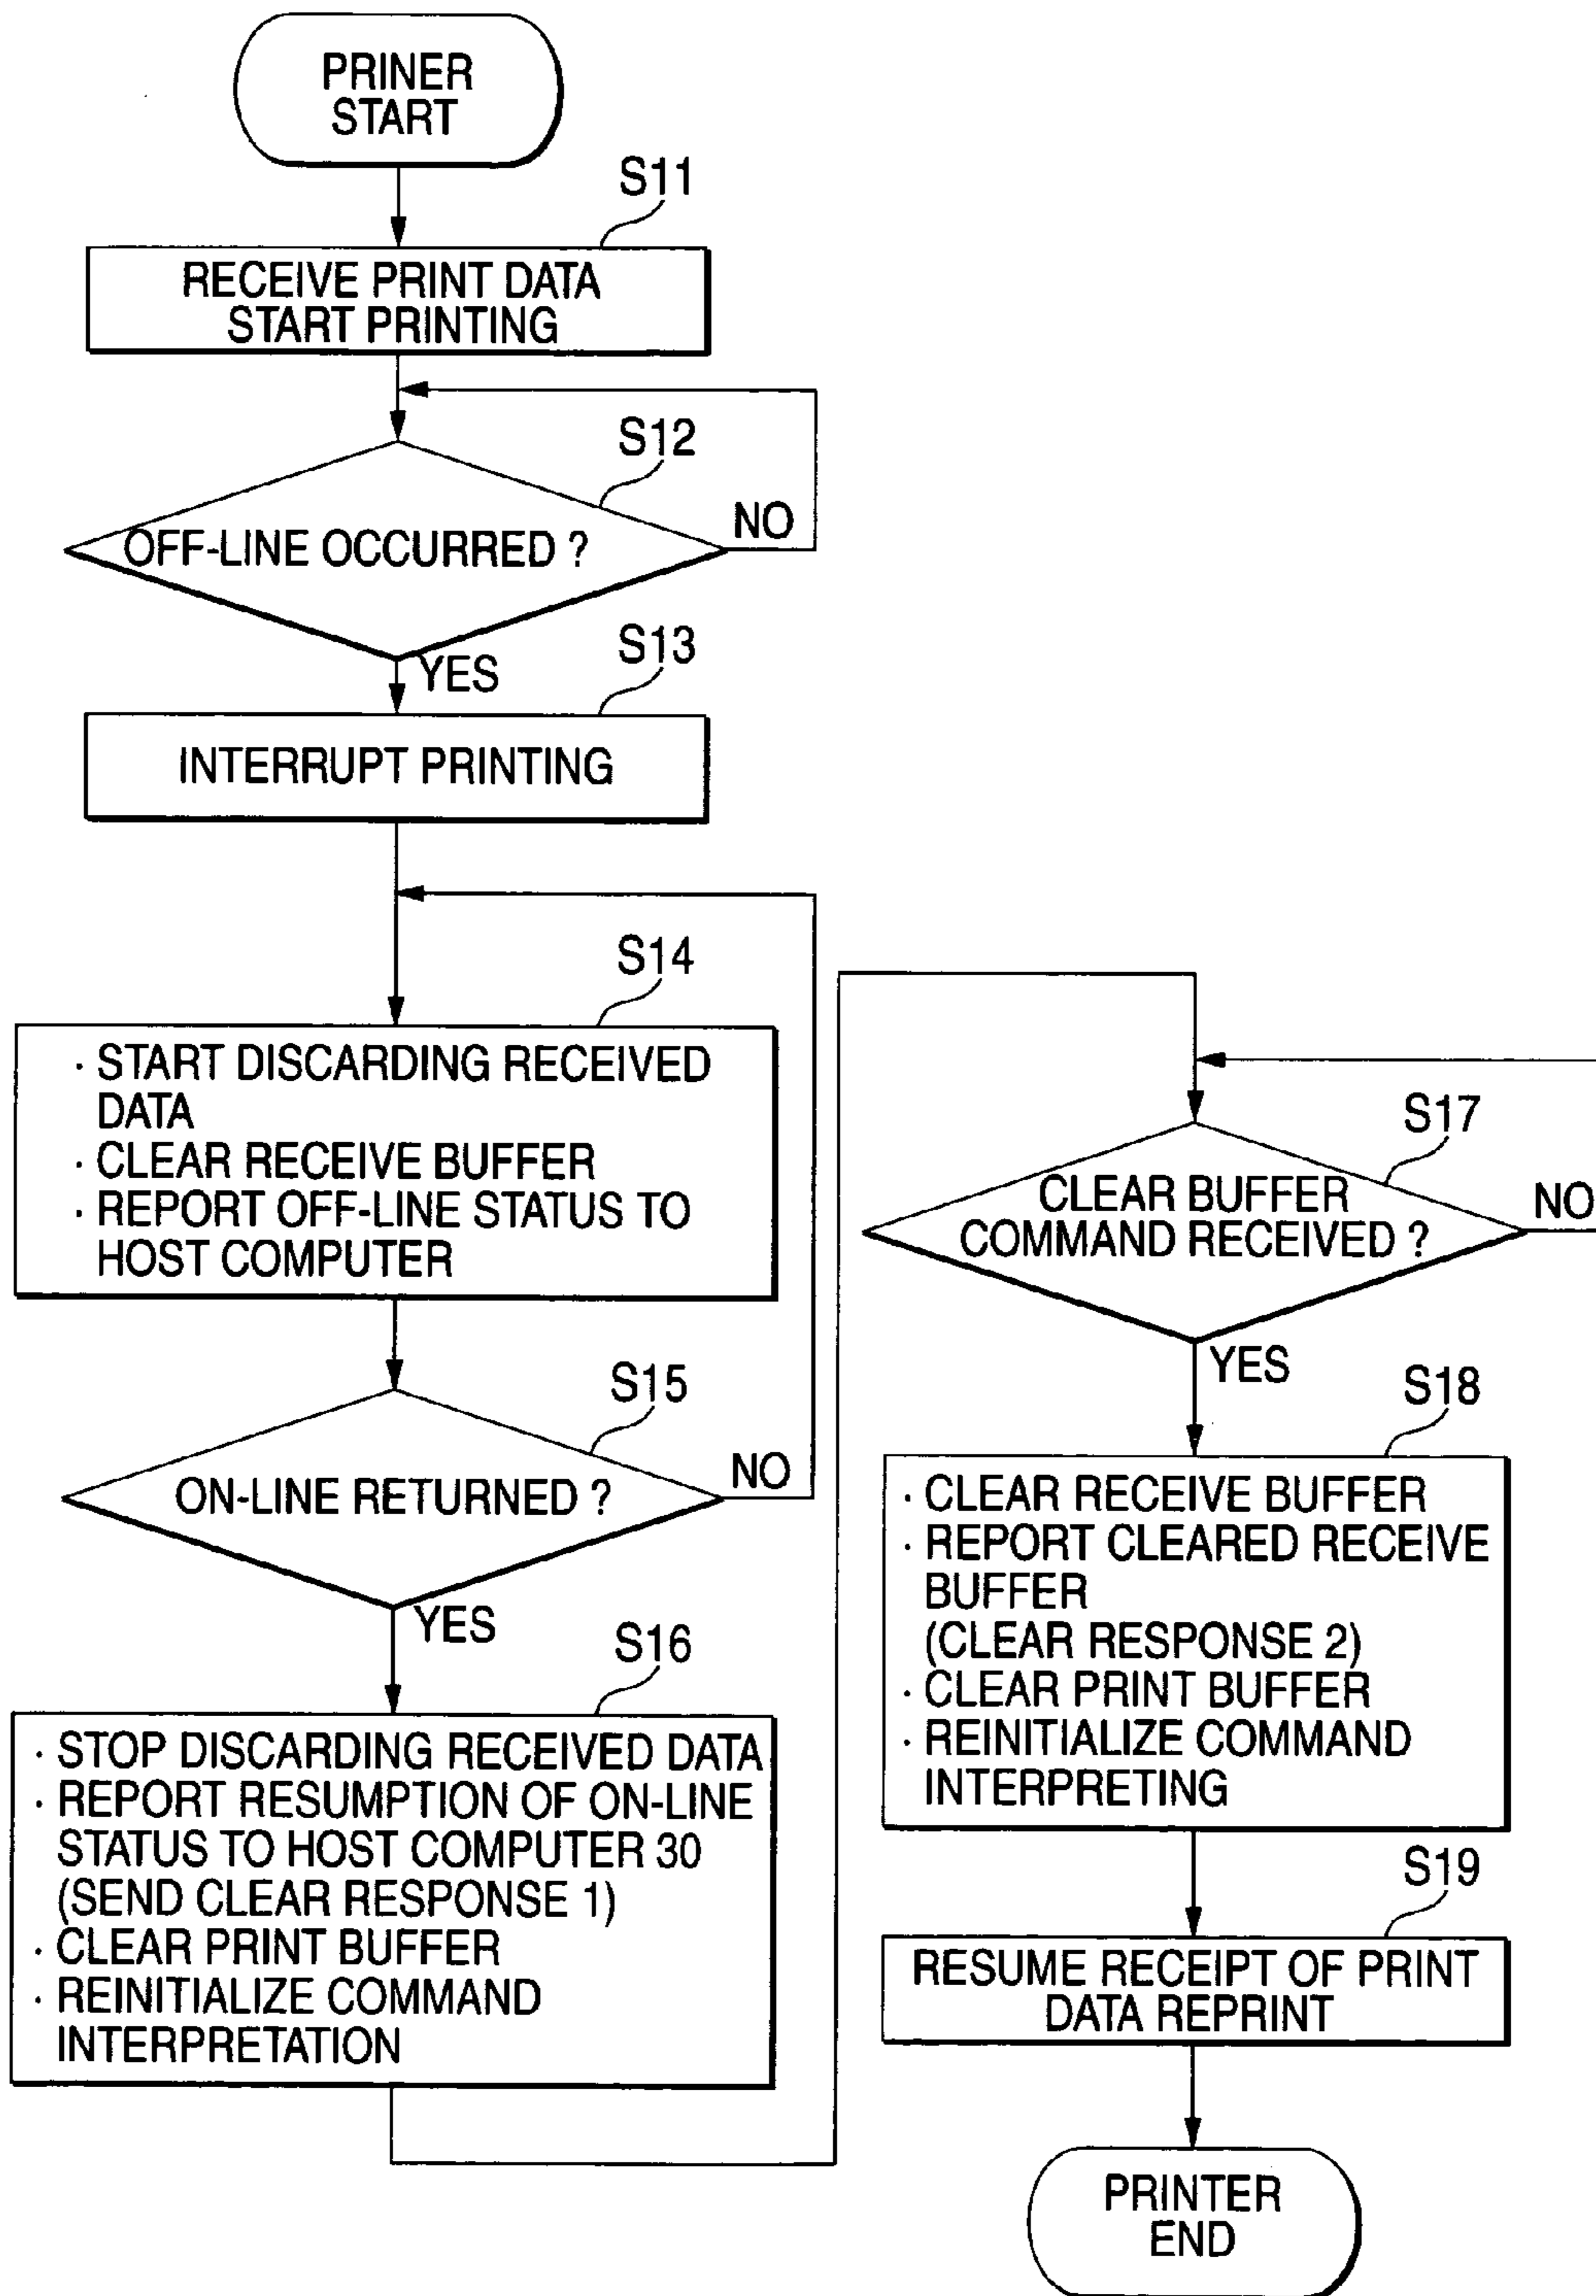 PRINER
START
S11
RECEIVE PRINT DATA
START PRINTING
S12
OFF-LINE OCCURRED ?
NO
YES
S13
INTERRUPT PRINTING
S14
· START DISCARDING RECEIVED
DATA
· CLEAR RECEIVE BUFFER
· REPORT OFF-LINE STATUS TO
HOST COMPUTER
S15
ON-LINE RETURNED ?
NO
YES
S16
· STOP DISCARDING RECEIVED DATA
· REPORT RESUMPTION OF ON-LINE
STATUS TO HOST COMPUTER 30
(SEND CLEAR RESPONSE 1)
· CLEAR PRINT BUFFER
· REINITIALIZE COMMAND
INTERPRETATION
S17
CLEAR BUFFER
COMMAND RECEIVED ?
NO
YES
S18
· CLEAR RECEIVE BUFFER
· REPORT CLEARED RECEIVE
BUFFER
(CLEAR RESPONSE 2)
· CLEAR PRINT BUFFER
· REINITIALIZE COMMAND
INTERPRETING
S19
RESUME RECEIPT OF PRINT
DATA REPRINT
PRINTER
END